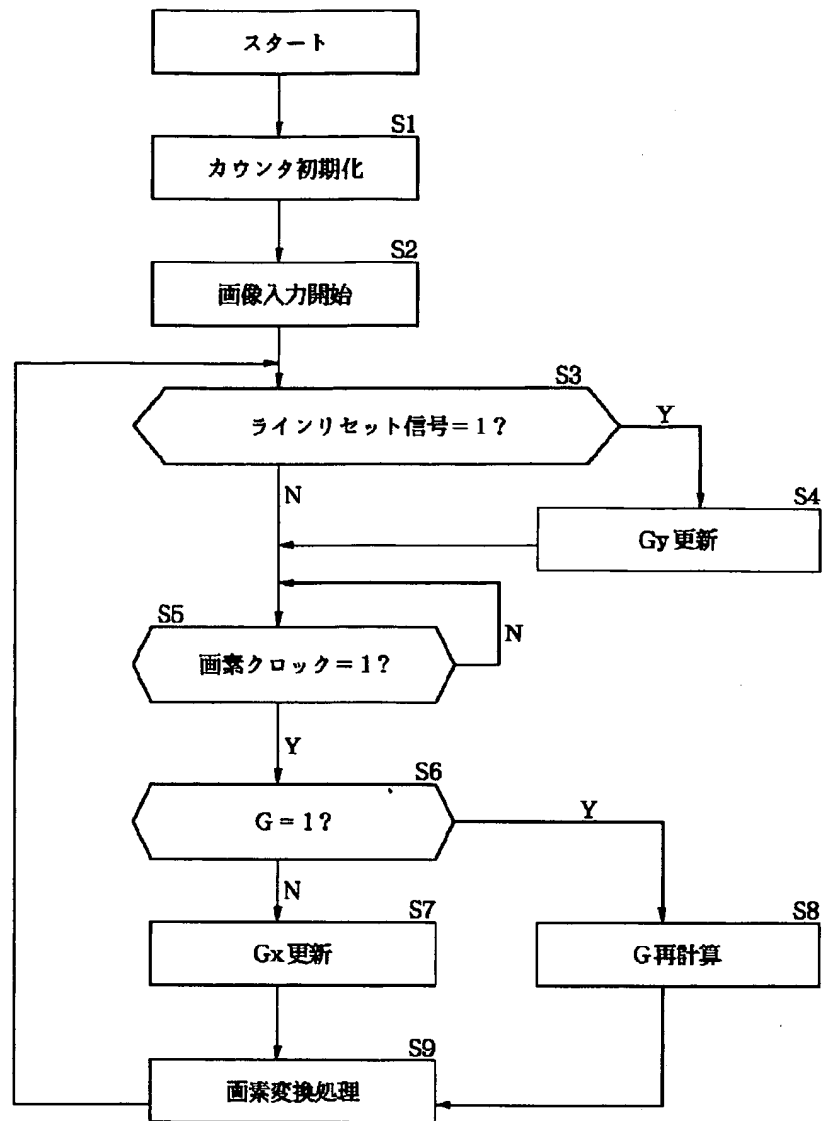 スタート
S1
カウンタ初期化
S2
画像入力開始
S3
ラインリセット信号＝1？
Y
N
S4
Gy更新
S5
画素クロック＝1？
N
Y
S6
G＝1？
Y
N
S7
Gx更新
S8
G再計算
S9
画素変換処理